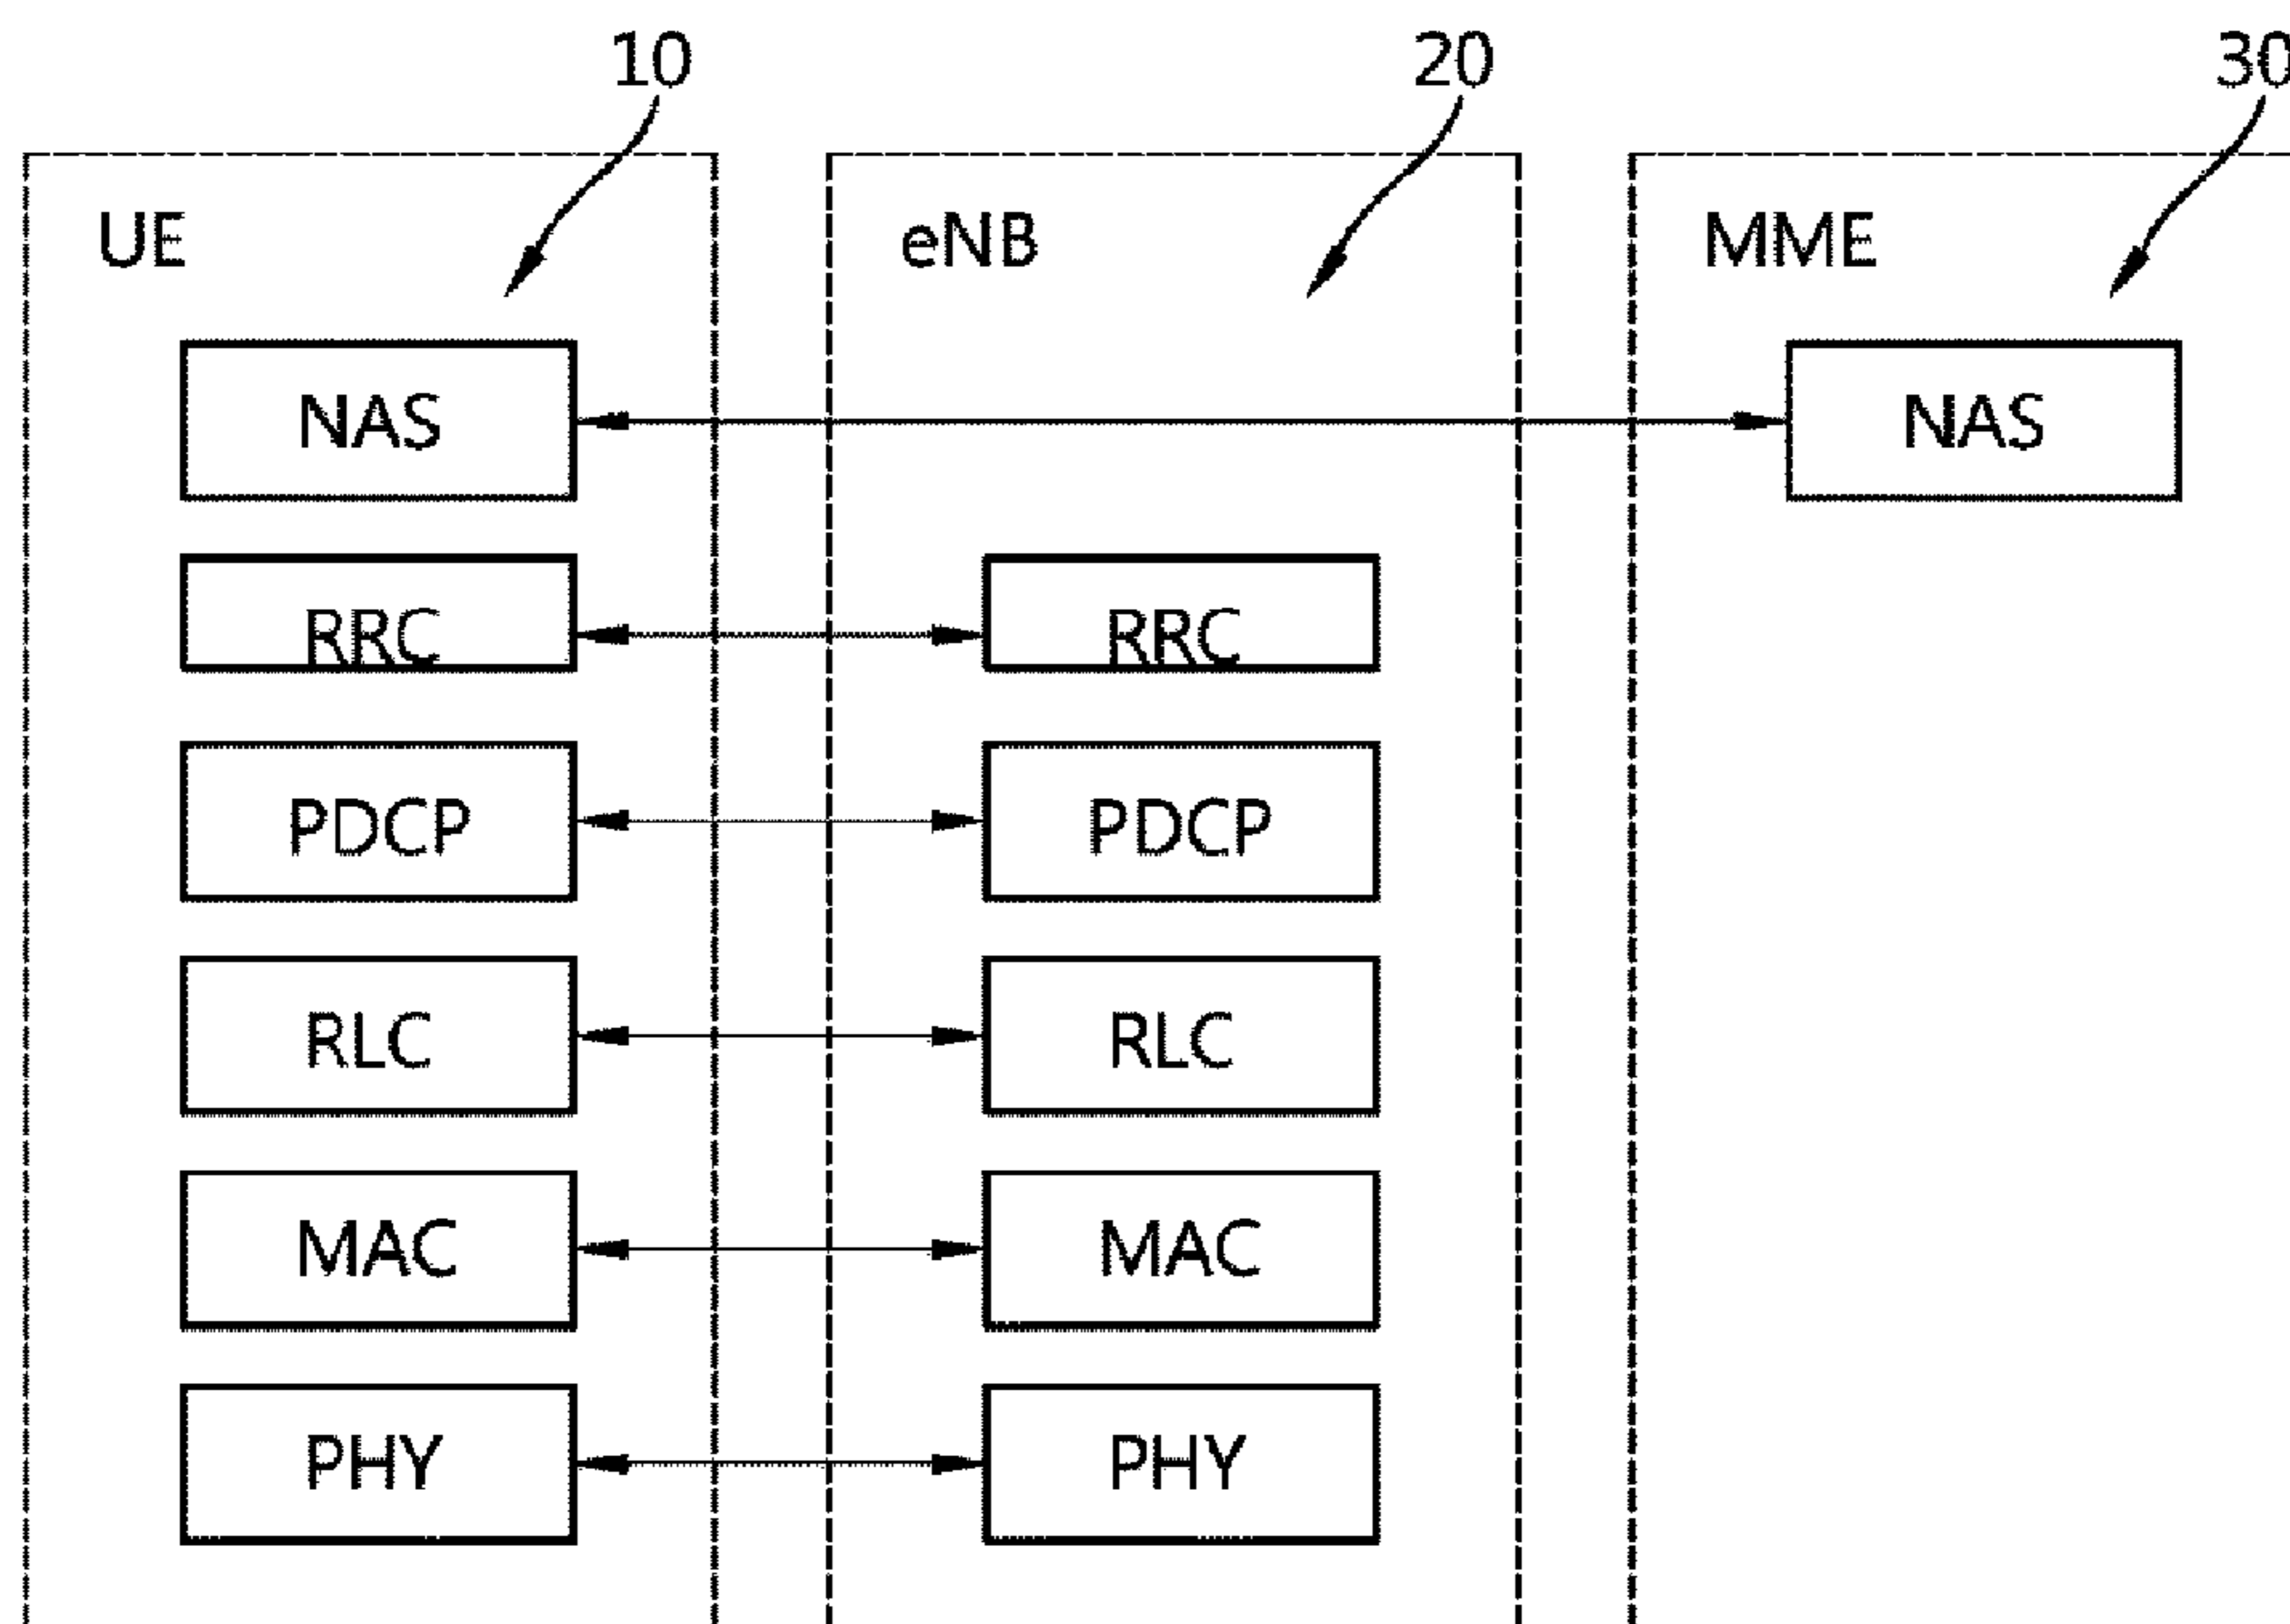 10 20 30
UE eNB MME
NAS NAS
RRC RRC
PDCP PDCP
RLC RLC
MAC MAC
PHY PHY